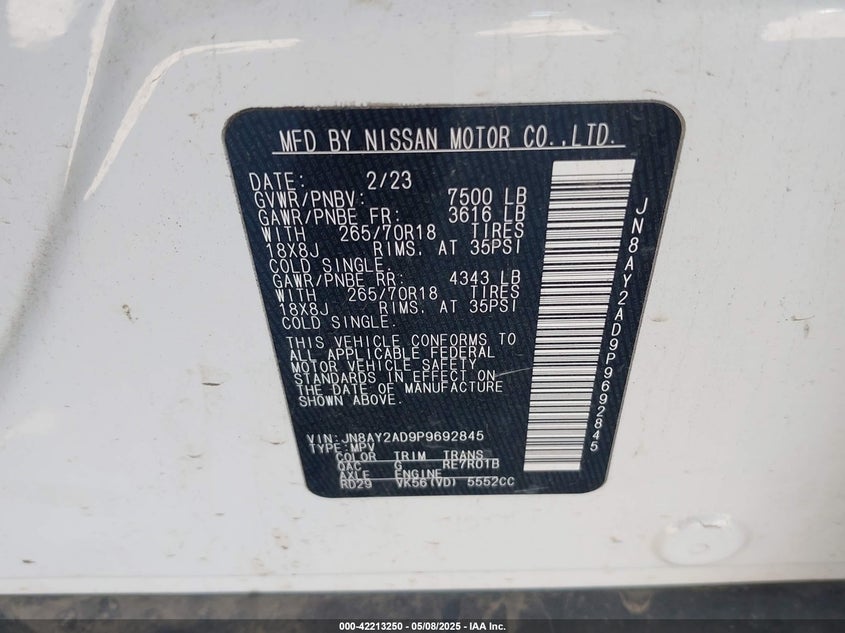 MFD BY NISSAN MOTOR CO.,LTD.
DATE: 2/23
GVWR/PNBV: 7500 LB
GAWR/PNBE FR: 3616 LB
WITH 265/70R18 TIRES
18X8J RIMS. AT 35PSI
COLD SINGLE.
GAWR/PNBE RR: 4343 LB
WITH 265/70R18 TIRES
18X8J RIMS. AT 35PSI
COLD SINGLE.
THIS VEHICLE CONFORMS TO
ALL APPLICABLE FEDERAL
MOTOR VEHICLE SAFETY
STANDARDS IN EFFECT ON
THE DATE OF MANUFACTURE
SHOWN ABOVE.
VIN:JN8AY2AD9P9692845
TYPE:MPV
COLOR TRIM TRANS
QAC G RE7R01B
AXLE ENGINE
RD29 VK56(VD) 5552CC
JN8AY2AD9P9692845
000-42213250 - 05/08/2025 - IAA Inc.